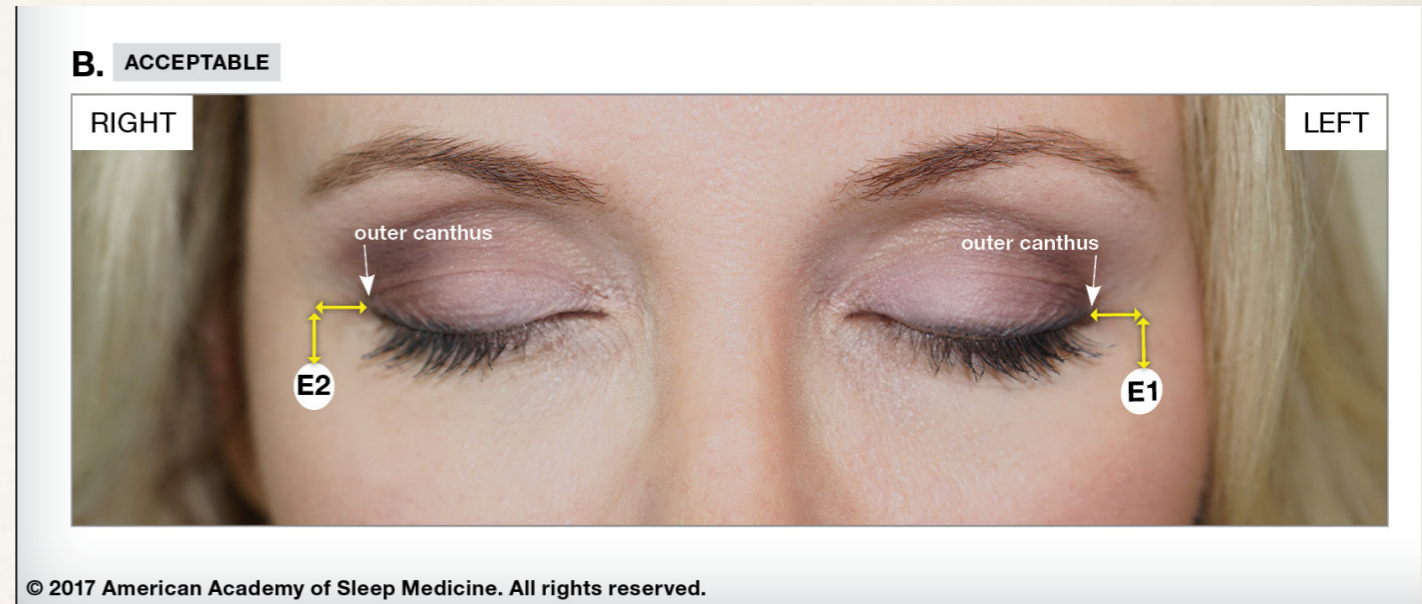 B. ACCEPTABLE
RIGHT
LEFT
outer canthus
outer canthus
E2
E1
© 2017 American Academy of Sleep Medicine. All rights reserved.